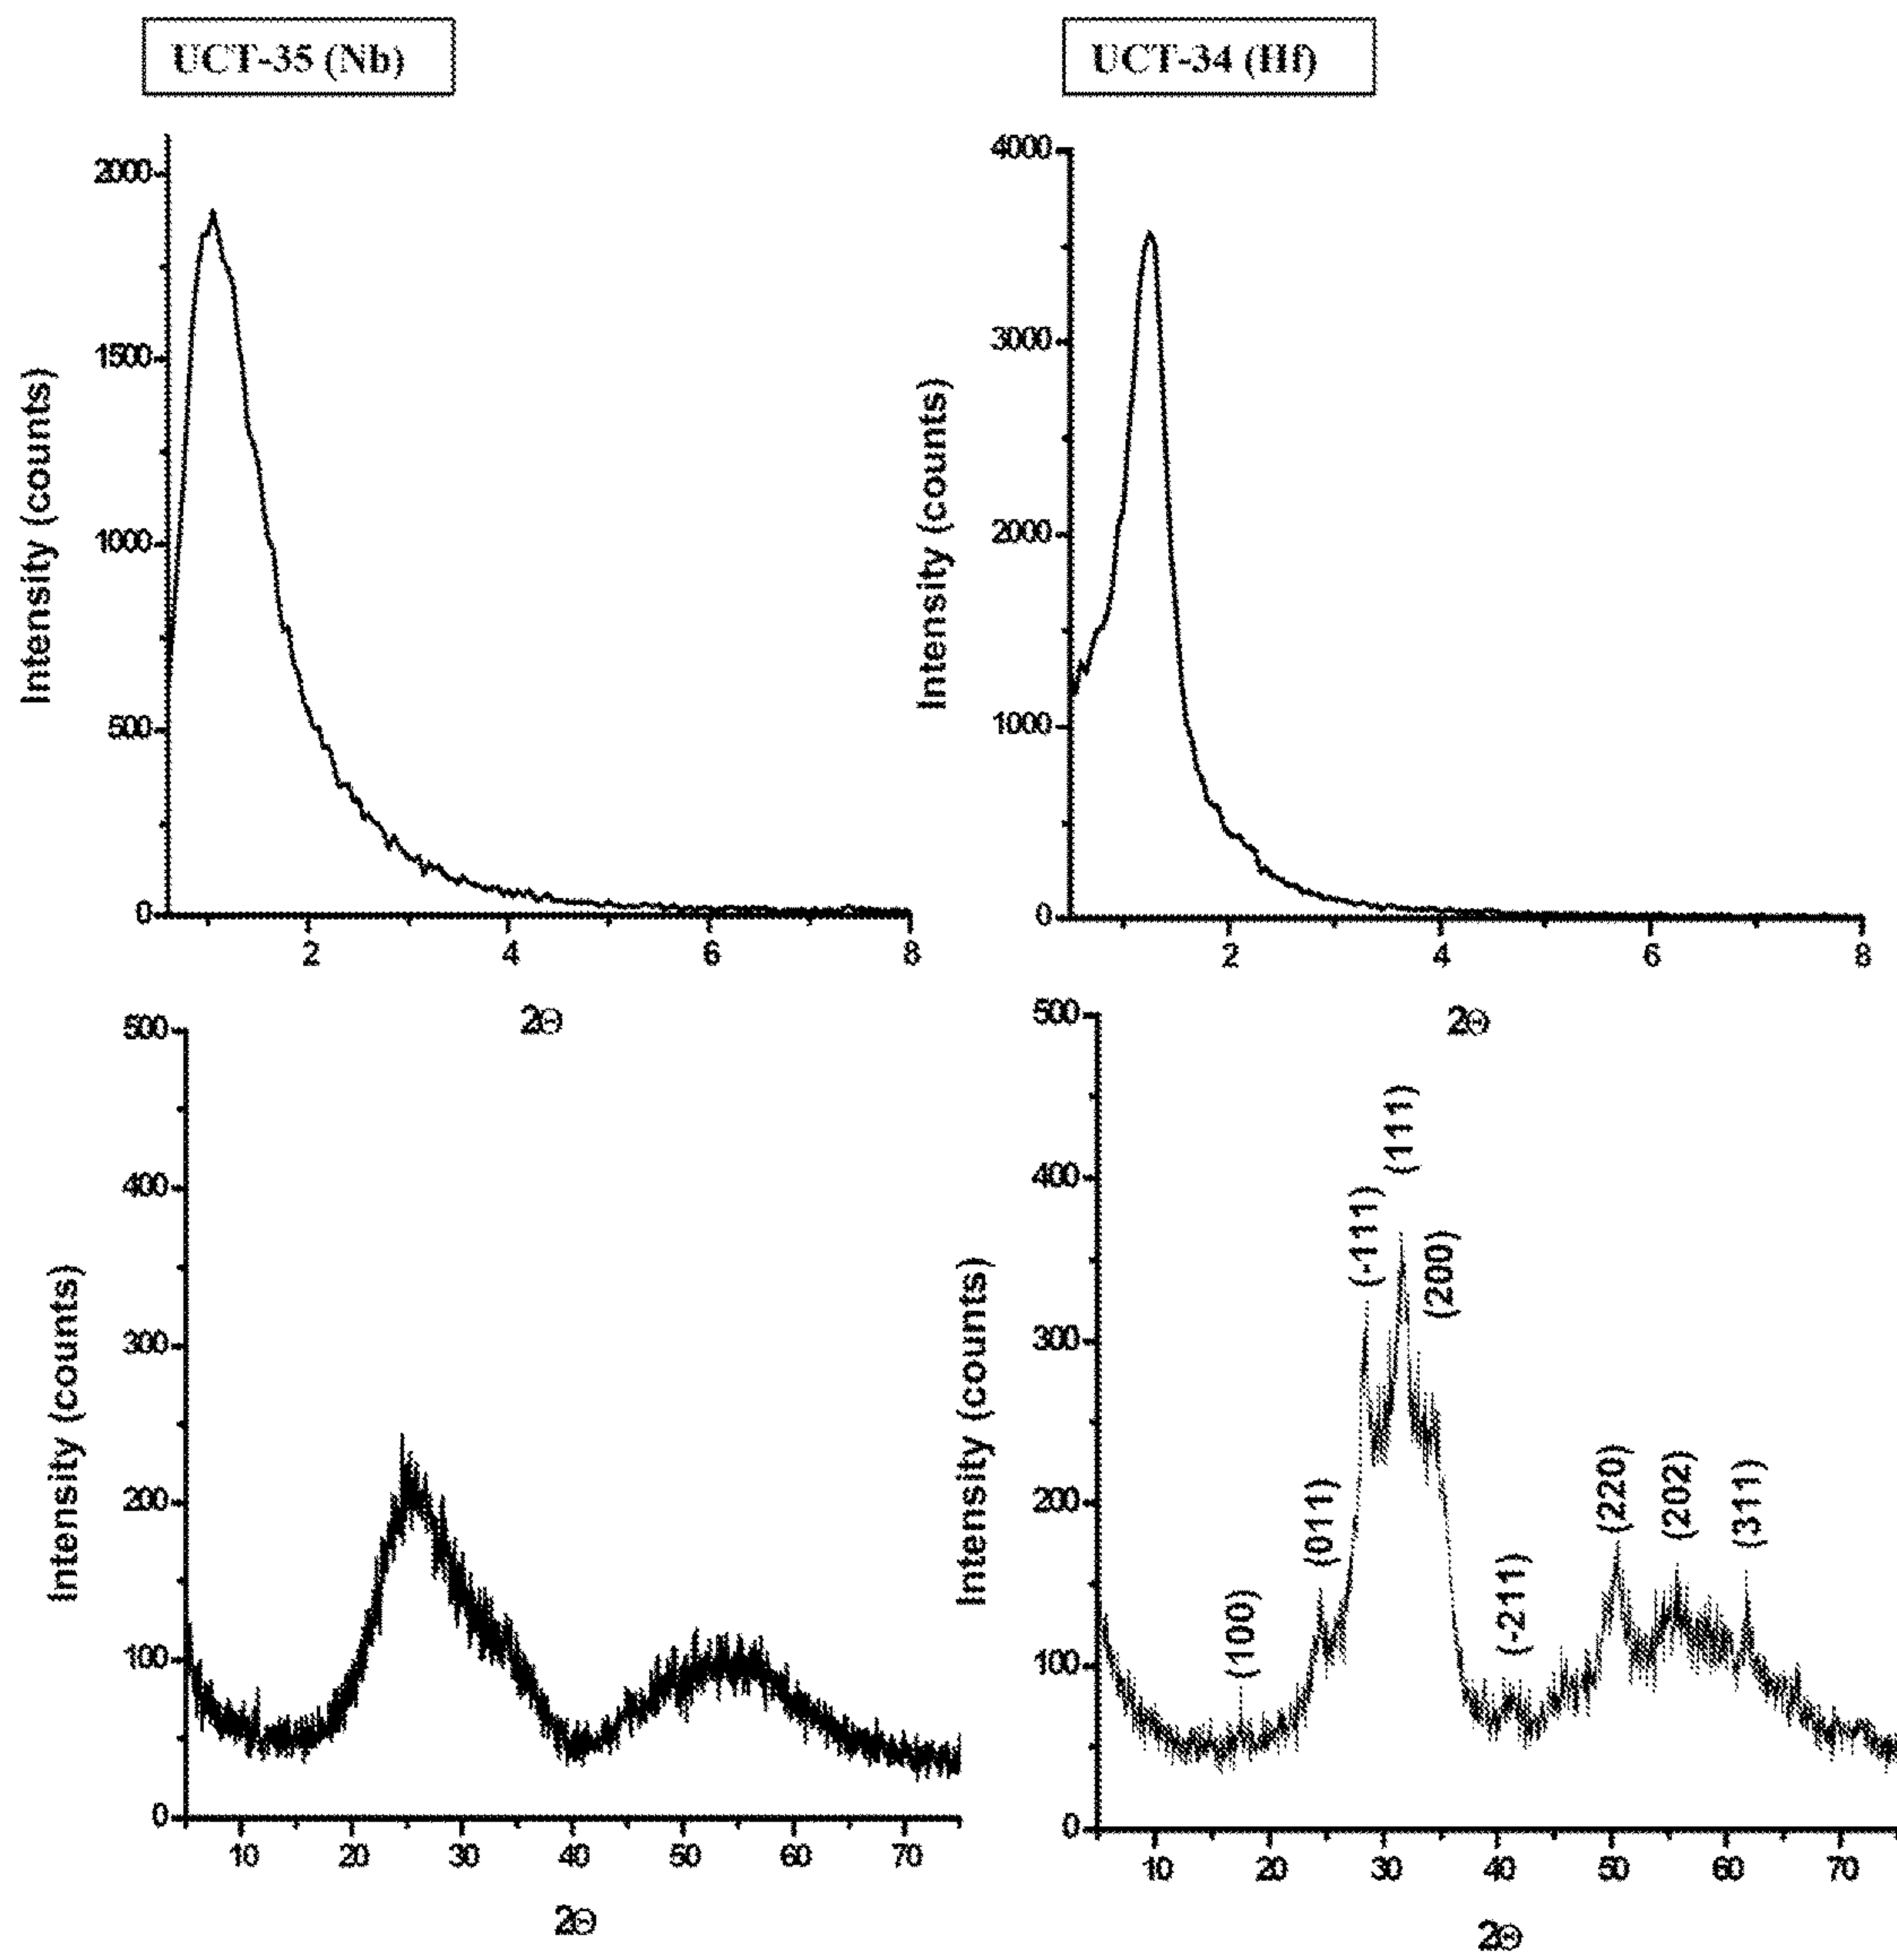 UCT-35 (Nb)
UCT-34 (Hf)
Intensity (counts)
2000
1500
1000
500
0
2 4 6 8
2Θ
Intensity (counts)
4000
3000
2000
1000
0
2 4 6 8
2Θ
Intensity (counts)
500
400
300
200
100
0
10 20 30 40 50 60 70
2Θ
Intensity (counts)
500
400
300
200
100
0
(100)
(011)
(-111)
(111)
(200)
(-211)
(220)
(202)
(311)
10 20 30 40 50 60 70
2Θ